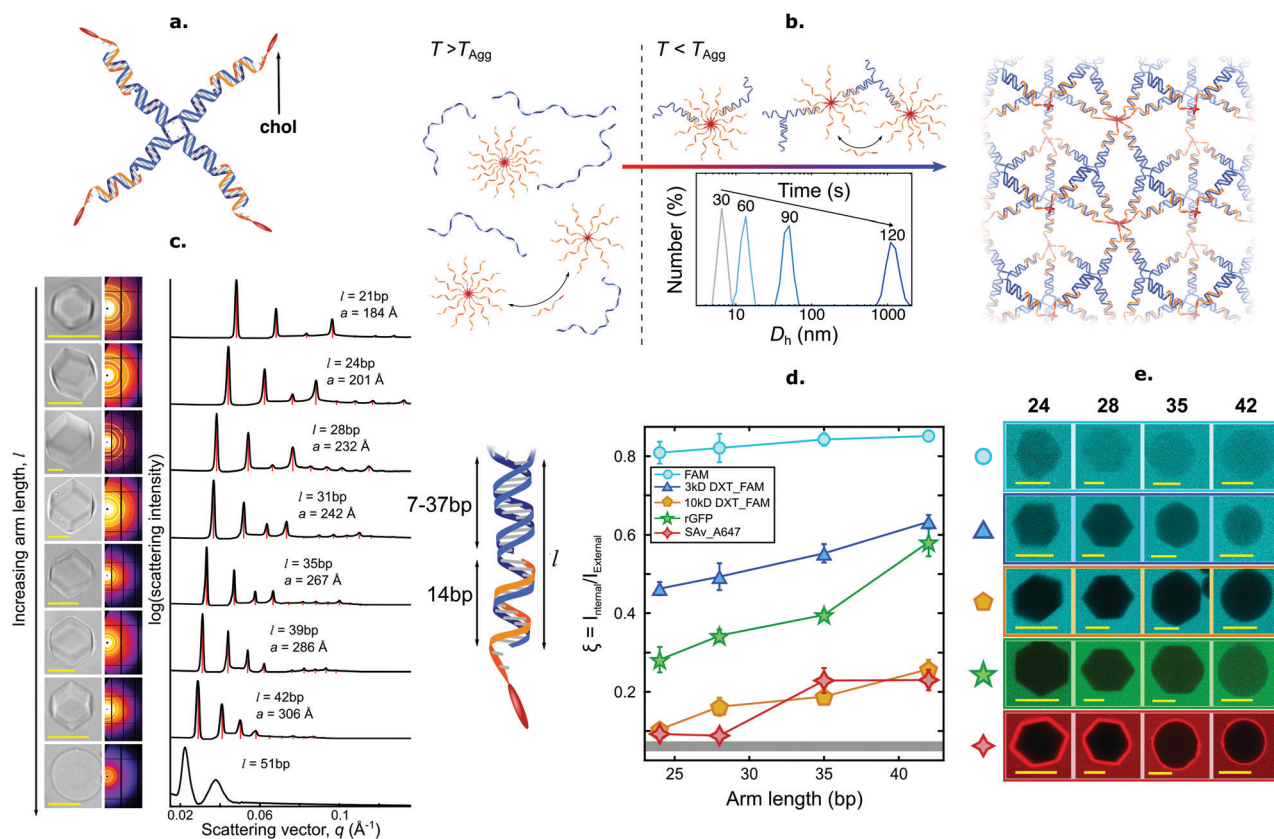 a.
chol
b.
T > TAgg
T < TAgg
Time (s)
30
60
90
120
Number (%)
10
100
1000
Dh (nm)
c.
Increasing arm length, l
log(scattering intensity)
l = 21bp
a = 184 Å
l = 24bp
a = 201 Å
l = 28bp
a = 232 Å
l = 31bp
a = 242 Å
l = 35bp
a = 267 Å
l = 39bp
a = 286 Å
l = 42bp
a = 306 Å
l = 51bp
0.02
0.06
0.1
Scattering vector, q (Å-1)
7-37bp
14bp
l
d.
ξ = Internal/IExternal
0.8
0.6
0.4
0.2
FAM
3kD DXT_FAM
10kD DXT_FAM
rGFP
SAv_A647
25
30
35
40
Arm length (bp)
e.
24
28
35
42